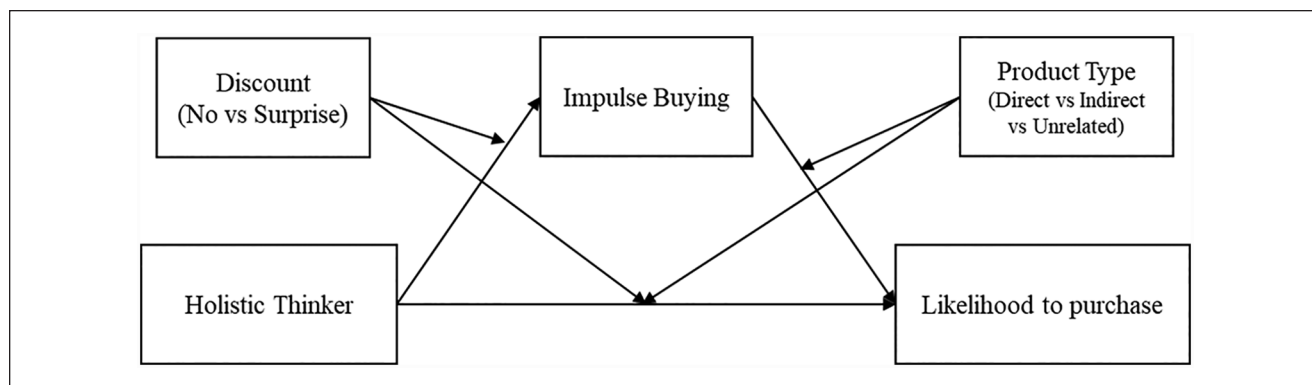 Discount
(No vs Surprise)
Impulse Buying
Product Type
(Direct vs Indirect
vs Unrelated)
Holistic Thinker
Likelihood to purchase